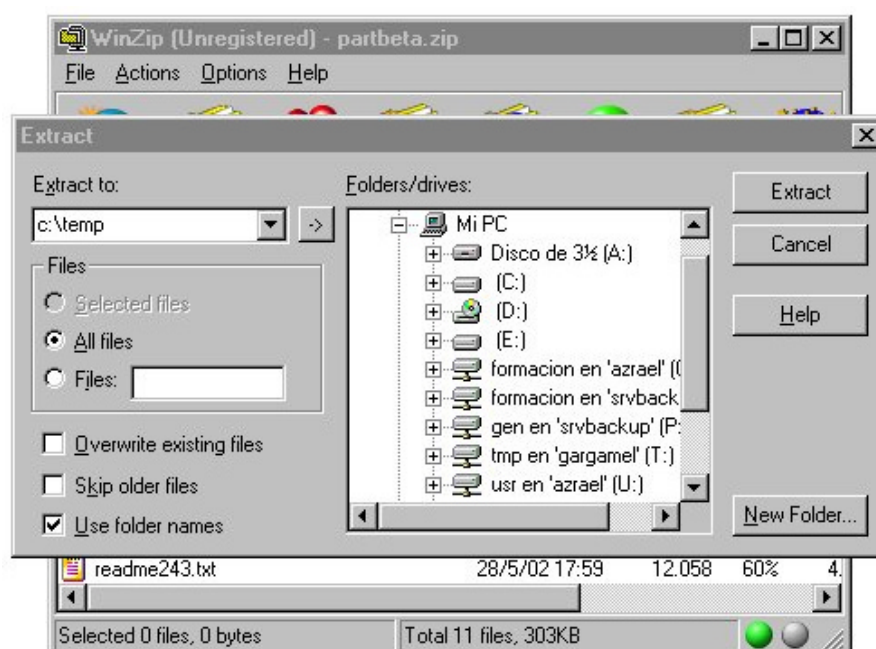 WinZip (Unregistered) - partbeta.zip
File Actions Options Help
Extract
Extract to:
c:\temp
->
Files
Selected files
All files
Files:
Overwrite existing files
Skip older files
Use folder names
Folders/drives:
Mi PC
Disco de 3½ (A:)
(C:)
(D:)
(E:)
formacion en 'azrael' (
formacion en 'srvback
gen en 'srvbackup' (P:
tmp en 'gargamel' (T:)
usr en 'azrael' (U:)
Extract
Cancel
Help
New Folder...
readme243.txt 28/5/02 17:59 12.058 60% 4.
Selected 0 files, 0 bytes Total 11 files, 303KB